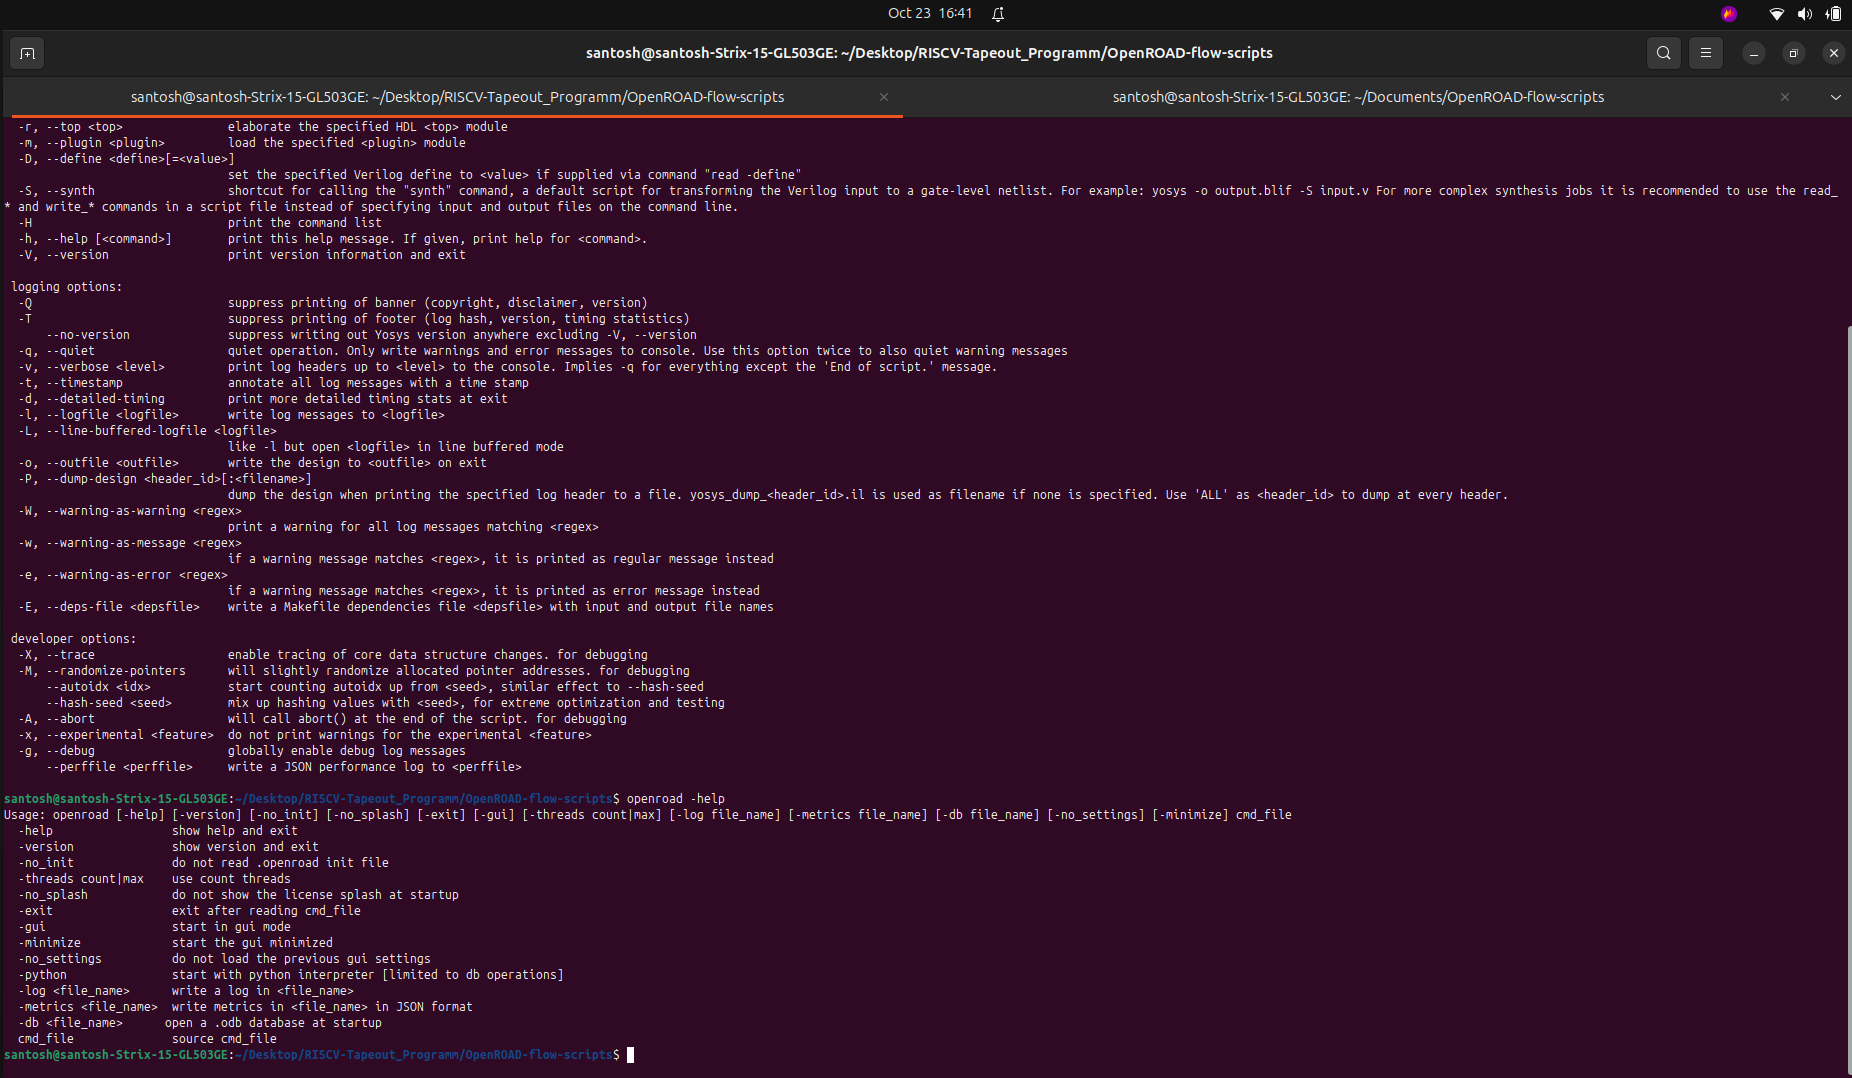 Oct 23 16:41
santosh@santosh-Strix-15-GL503GE: ~/Desktop/RISCV-Tapeout_Programm/OpenROAD-flow-scripts
santosh@santosh-Strix-15-GL503GE: ~/Desktop/RISCV-Tapeout_Programm/OpenROAD-flow-scripts
santosh@santosh-Strix-15-GL503GE: ~/Documents/OpenROAD-flow-scripts
-r, --top <top> elaborate the specified HDL <top> module
-m, --plugin <plugin> load the specified <plugin> module
-D, --define <define>[=<value>]
set the specified Verilog define to <value> if supplied via command "read -define"
-S, --synth shortcut for calling the "synth" command, a default script for transforming the Verilog input to a gate-level netlist. For example: yosys -o output.blif -S input.v For more complex synthesis jobs it is recommended to use the read_
* and write_* commands in a script file instead of specifying input and output files on the command line.
-H print the command list
-h, --help [<command>] print this help message. If given, print help for <command>.
-V, --version print version information and exit
logging options:
-Q suppress printing of banner (copyright, disclaimer, version)
-T suppress printing of footer (log hash, version, timing statistics)
--no-version suppress writing out Yosys version anywhere excluding -V, --version
-q, --quiet quiet operation. Only write warnings and error messages to console. Use this option twice to also quiet warning messages
-v, --verbose <level> print log headers up to <level> to the console. Implies -q for everything except the 'End of script.' message.
-t, --timestamp annotate all log messages with a time stamp
-d, --detailed-timing print more detailed timing stats at exit
-l, --logfile <logfile> write log messages to <logfile>
-L, --line-buffered-logfile <logfile>
like -l but open <logfile> in line buffered mode
-o, --outfile <outfile> write the design to <outfile> on exit
-P, --dump-design <header_id>[:<filename>]
dump the design when printing the specified log header to a file. yosys_dump_<header_id>.il is used as filename if none is specified. Use 'ALL' as <header_id> to dump at every header.
-W, --warning-as-warning <regex>
print a warning for all log messages matching <regex>
-w, --warning-as-message <regex>
if a warning message matches <regex>, it is printed as regular message instead
-e, --warning-as-error <regex>
if a warning message matches <regex>, it is printed as error message instead
-E, --deps-file <depsfile> write a Makefile dependencies file <depsfile> with input and output file names
developer options:
-X, --trace enable tracing of core data structure changes. for debugging
-M, --randomize-pointers will slightly randomize allocated pointer addresses. for debugging
--autoidx <idx> start counting autoidx up from <seed>, similar effect to --hash-seed
--hash-seed <seed> mix up hashing values with <seed>, for extreme optimization and testing
-A, --abort will call abort() at the end of the script. for debugging
-x, --experimental <feature> do not print warnings for the experimental <feature>
-g, --debug globally enable debug log messages
--perffile <perffile> write a JSON performance log to <perffile>
santosh@santosh-Strix-15-GL503GE:~/Desktop/RISCV-Tapeout_Programm/OpenROAD-flow-scripts$ openroad -help
Usage: openroad [-help] [-version] [-no_init] [-no_splash] [-exit] [-gui] [-threads count|max] [-log file_name] [-metrics file_name] [-db file_name] [-no_settings] [-minimize] cmd_file
-help show help and exit
-version show version and exit
-no_init do not read .openroad init file
-threads count|max use count threads
-no_splash do not show the license splash at startup
-exit exit after reading cmd_file
-gui start in gui mode
-minimize start the gui minimized
-no_settings do not load the previous gui settings
-python start with python interpreter [limited to db operations]
-log <file_name> write a log in <file_name>
-metrics <file_name> write metrics in <file_name> in JSON format
-db <file_name> open a .odb database at startup
cmd_file source cmd_file
santosh@santosh-Strix-15-GL503GE:~/Desktop/RISCV-Tapeout_Programm/OpenROAD-flow-scripts$